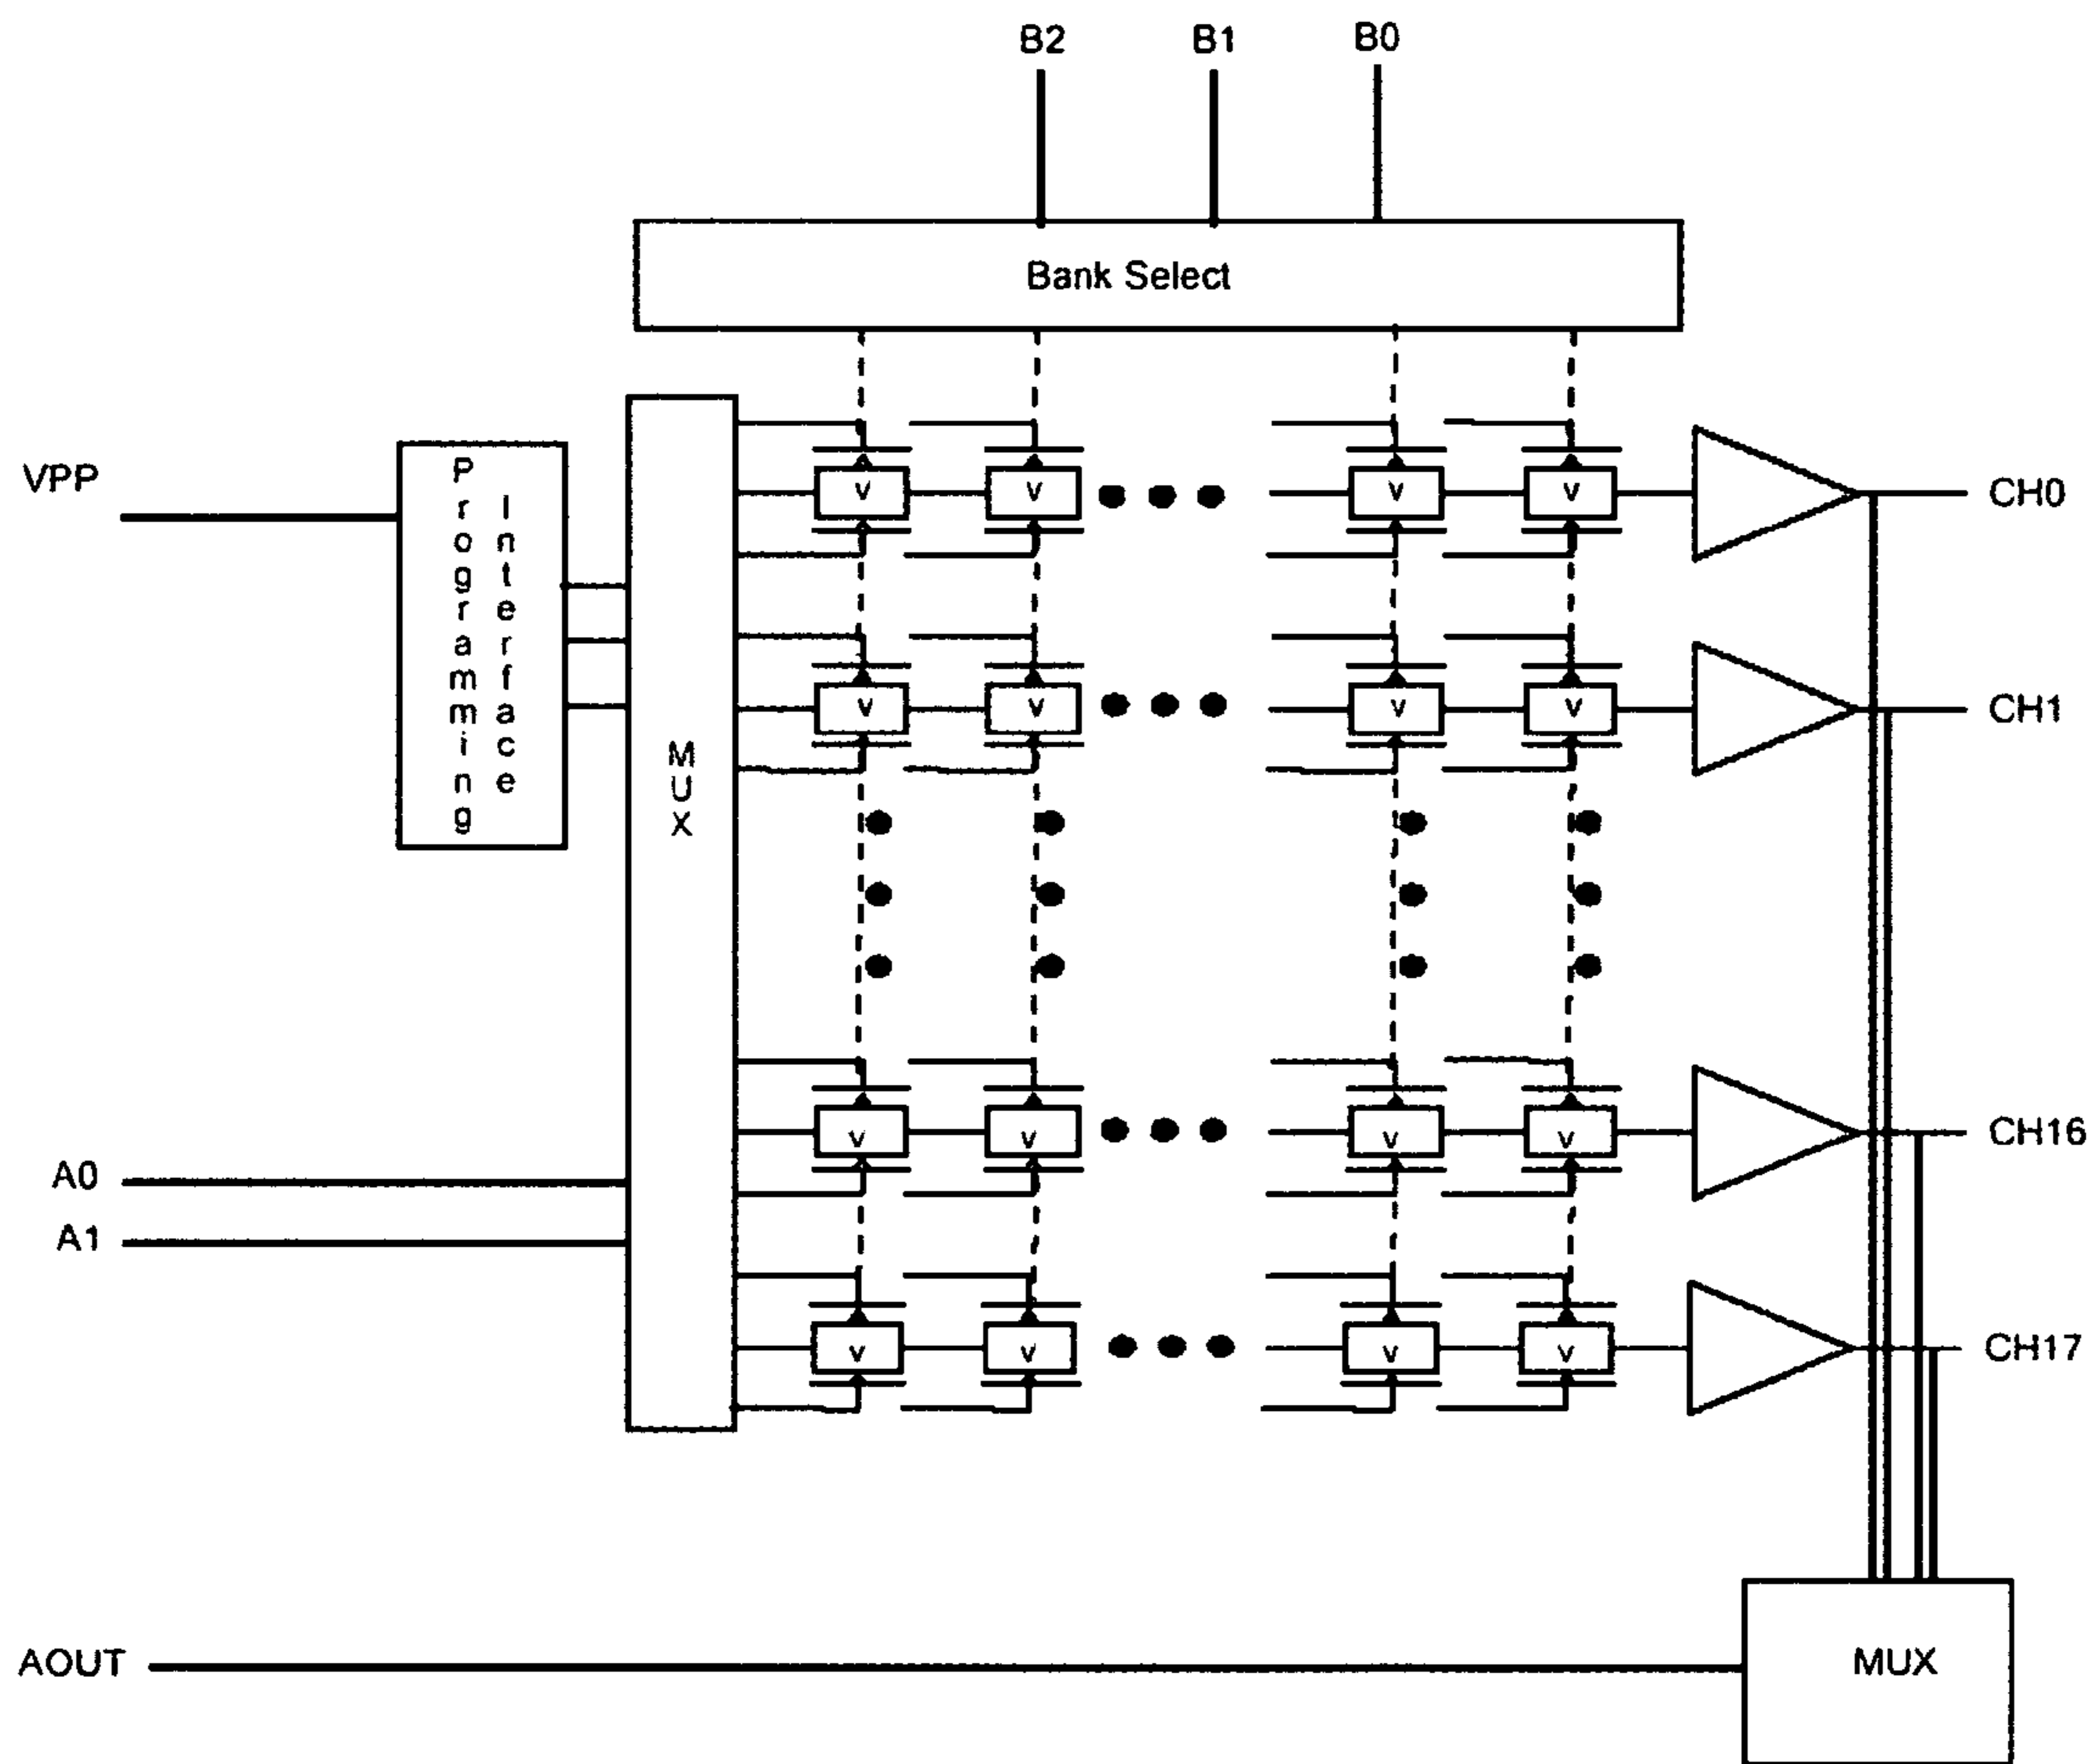 B2 B1 B0
Bank Select
VPP
Programming
Interface
MUX
V V V V
CH0
V V V V
CH1
V V V V
CH16
A0
A1
V V V V
CH17
AOUT
MUX